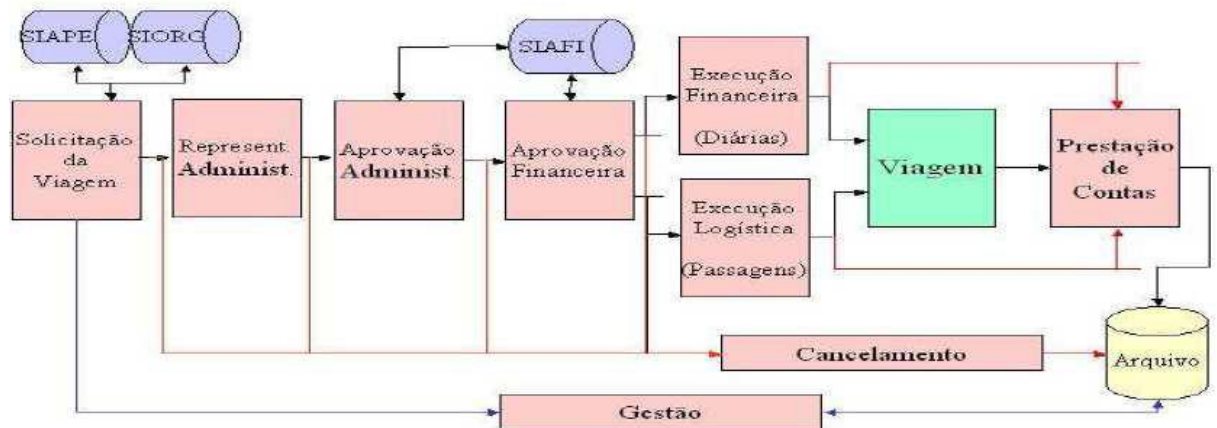 SIAPE
SIORG
SIAFI
Solicitação
da
Viagem
Represent.
Administ.
Aprovação
Administ.
Aprovação
Financeira
Execução
Financeira
(Diárias)
Execução
Logística
(Passagens)
Viagem
Prestação
de
Contas
Cancelamento
Arquivo
Gestão